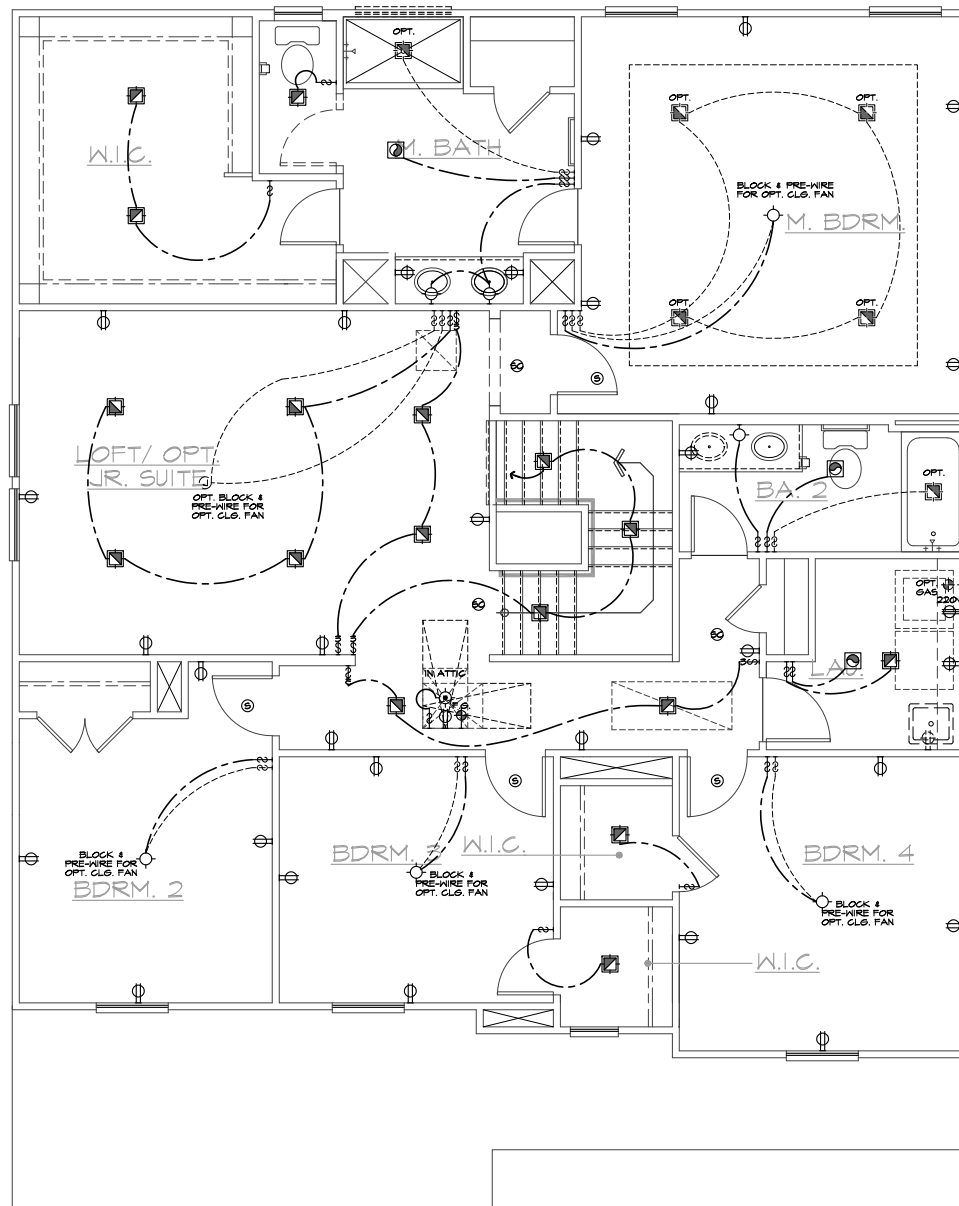 OPT.
W.I.C.
M. BATH
OPT.
OPT.
BLOCK & PRE-WIRE
FOR OPT. CLG. FAN
M. BDRM.
OPT.
OPT.
SC
S
LOFT/ OPT.
JR. SUITE
OPT. BLOCK &
PRE-WIRE FOR
OPT. CLG. FAN
BA. 2
OPT.
OPT.
GAS
220V
SC
SC
LAU.
IN ATTIC
S
S
S
BLOCK &
PRE-WIRE FOR
OPT. CLG. FAN
BDRM. 2
BDRM. 3
BLOCK &
PRE-WIRE FOR
OPT. CLG. FAN
W.I.C.
BDRM. 4
BLOCK &
PRE-WIRE FOR
OPT. CLG. FAN
W.I.C.